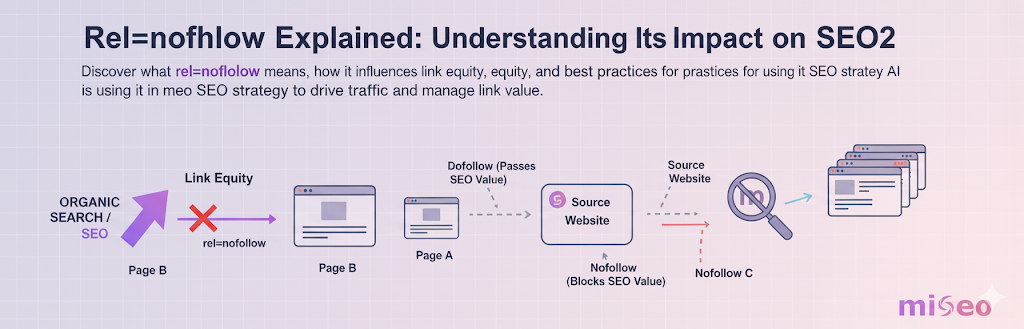 Rel=nofhlow Explained: Understanding Its Impact on SEO2
Discover what rel=noflolow means, how it influences link equity, equity, and best practices for prastices for using it SEO stratey AI
is using it in meo SEO strategy to drive traffic and manage link value.
ORGANIC
SEARCH /
SEO
Page B
Link Equity
rel=nofollow
Page B
Page A
Dofollow (Passes
SEO Value)
S Source
Website
Nofollow
(Blocks SEO Value)
Source
Website
Nofollow C
m
miseo